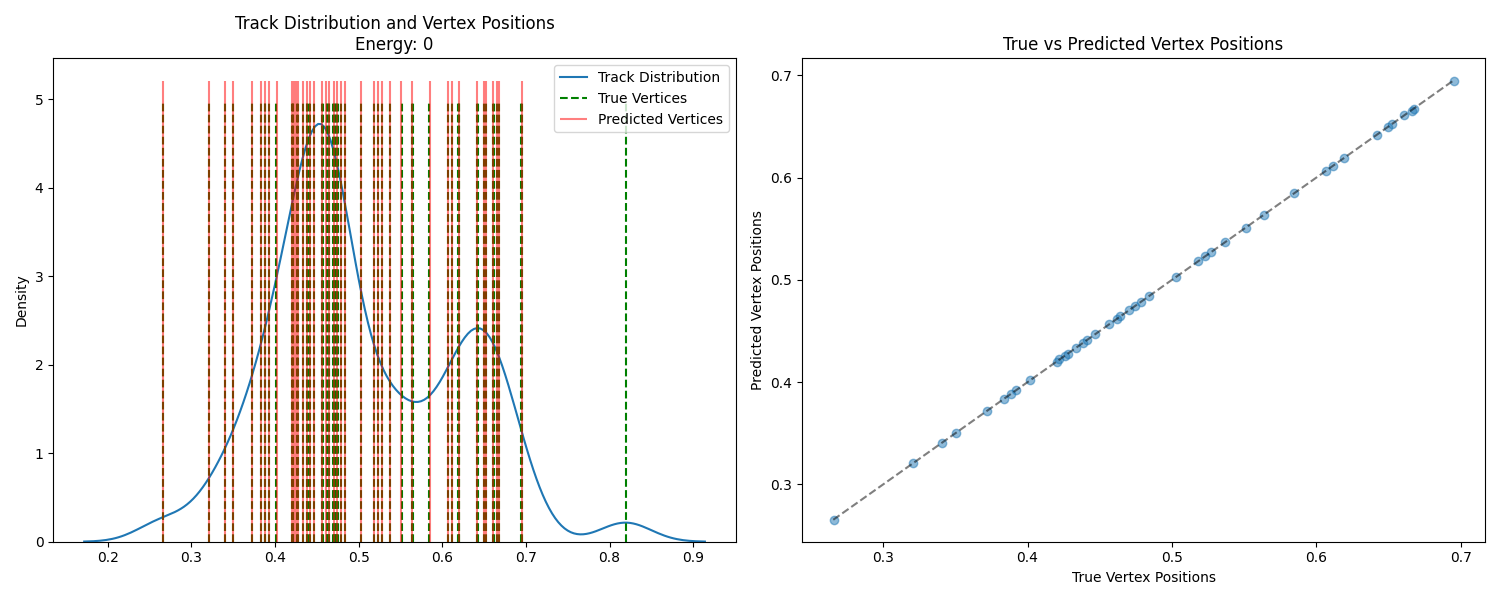 Track Distribution and Vertex Positions
Energy: 0
Track Distribution
True Vertices
Predicted Vertices
Density
5
4
3
2
1
0
0.2 0.3 0.4 0.5 0.6 0.7 0.8 0.9
True vs Predicted Vertex Positions
Predicted Vertex Positions
0.7
0.6
0.5
0.4
0.3
0.3 0.4 0.5 0.6 0.7
True Vertex Positions